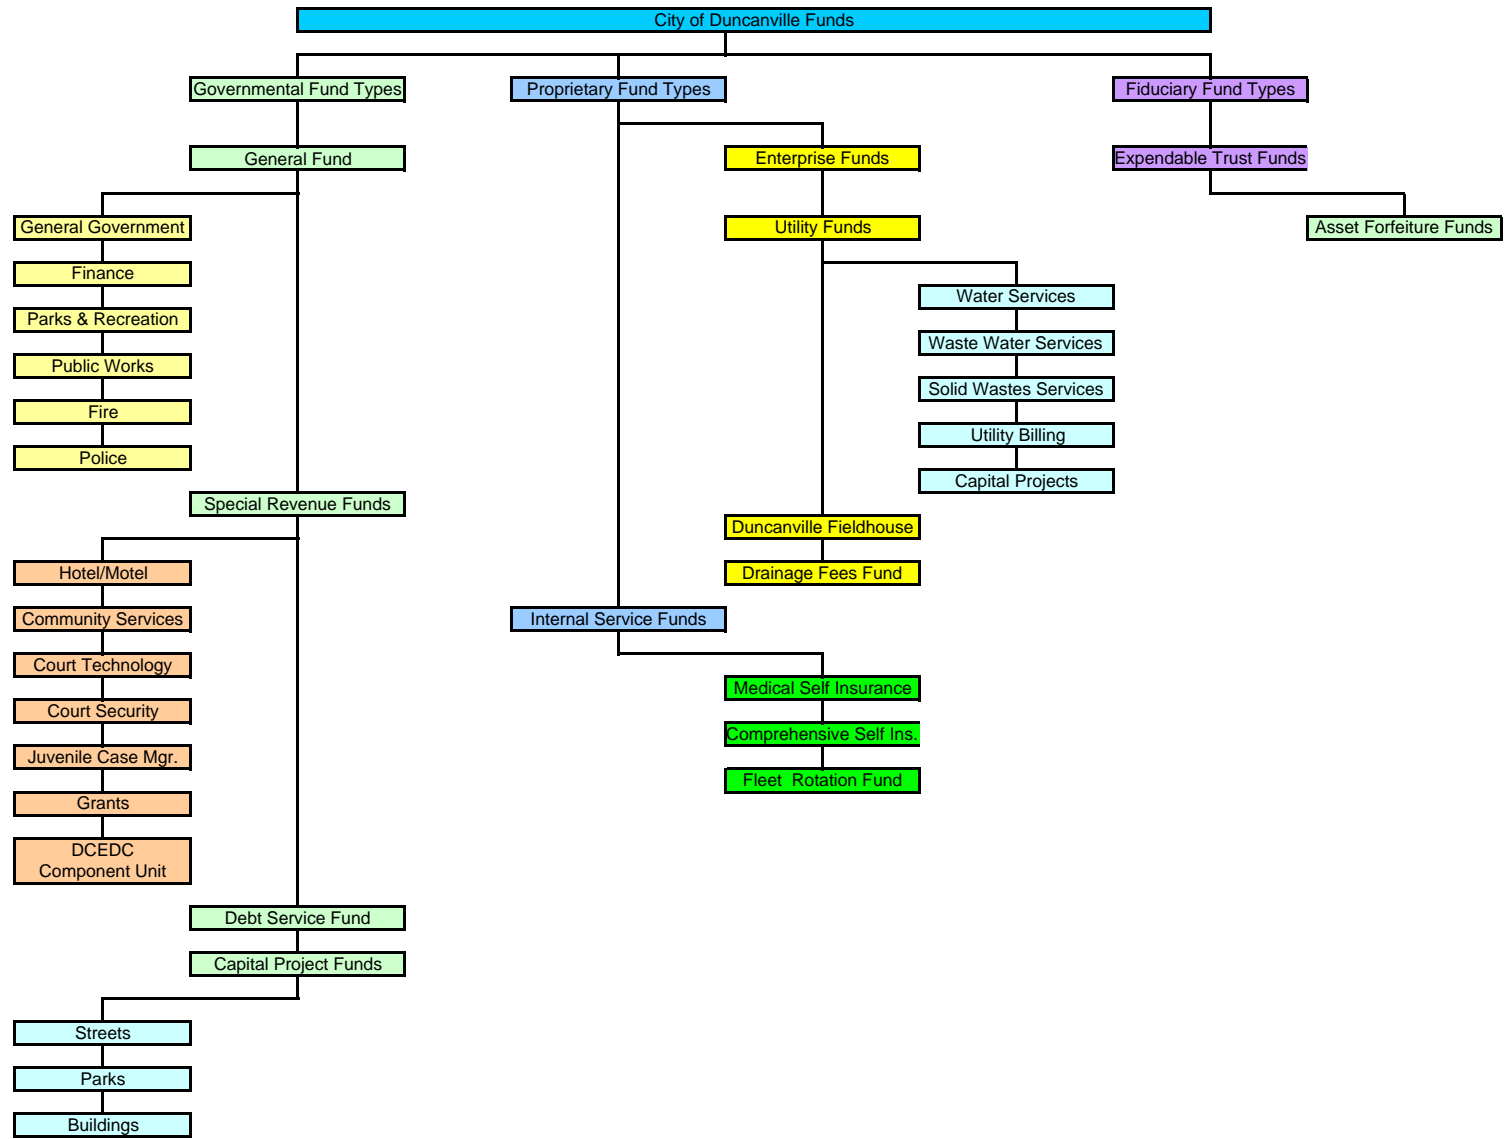 City of Duncanville Funds
Governmental Fund Types
Proprietary Fund Types
Fiduciary Fund Types
General Fund
Enterprise Funds
Expendable Trust Funds
General Government
Utility Funds
Asset Forfeiture Funds
Finance
Water Services
Parks & Recreation
Waste Water Services
Public Works
Solid Wastes Services
Fire
Utility Billing
Police
Capital Projects
Special Revenue Funds
Duncanville Fieldhouse
Hotel/Motel
Drainage Fees Fund
Community Services
Internal Service Funds
Court Technology
Medical Self Insurance
Court Security
Comprehensive Self Ins.
Juvenile Case Mgr.
Fleet Rotation Fund
Grants
DCEDC
Component Unit
Debt Service Fund
Capital Project Funds
Streets
Parks
Buildings